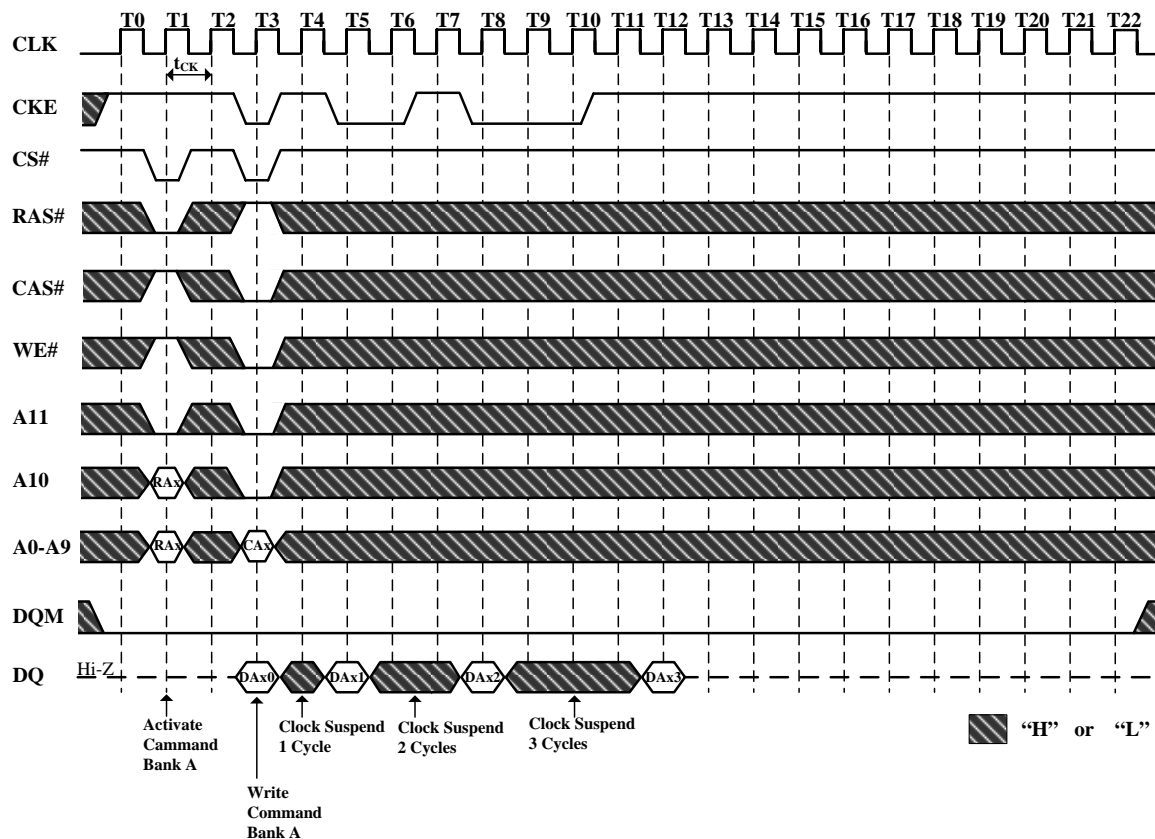 T0 T1 T2 T3 T4 T5 T6 T7 T8 T9 T10 T11 T12 T13 T14 T15 T16 T17 T18 T19 T20 T21 T22
CLK
tCK
CKE
CS#
RAS#
CAS#
WE#
A11
A10 RAx
A0-A9 RAx CAx
DQM
DQ Hi-Z DAx0 DAx1 DAx2 DAx3
Activate
Cammand
Bank A
Write
Command
Bank A
Clock Suspend
1 Cycle
Clock Suspend
2 Cycles
Clock Suspend
3 Cycles
“H” or “L”